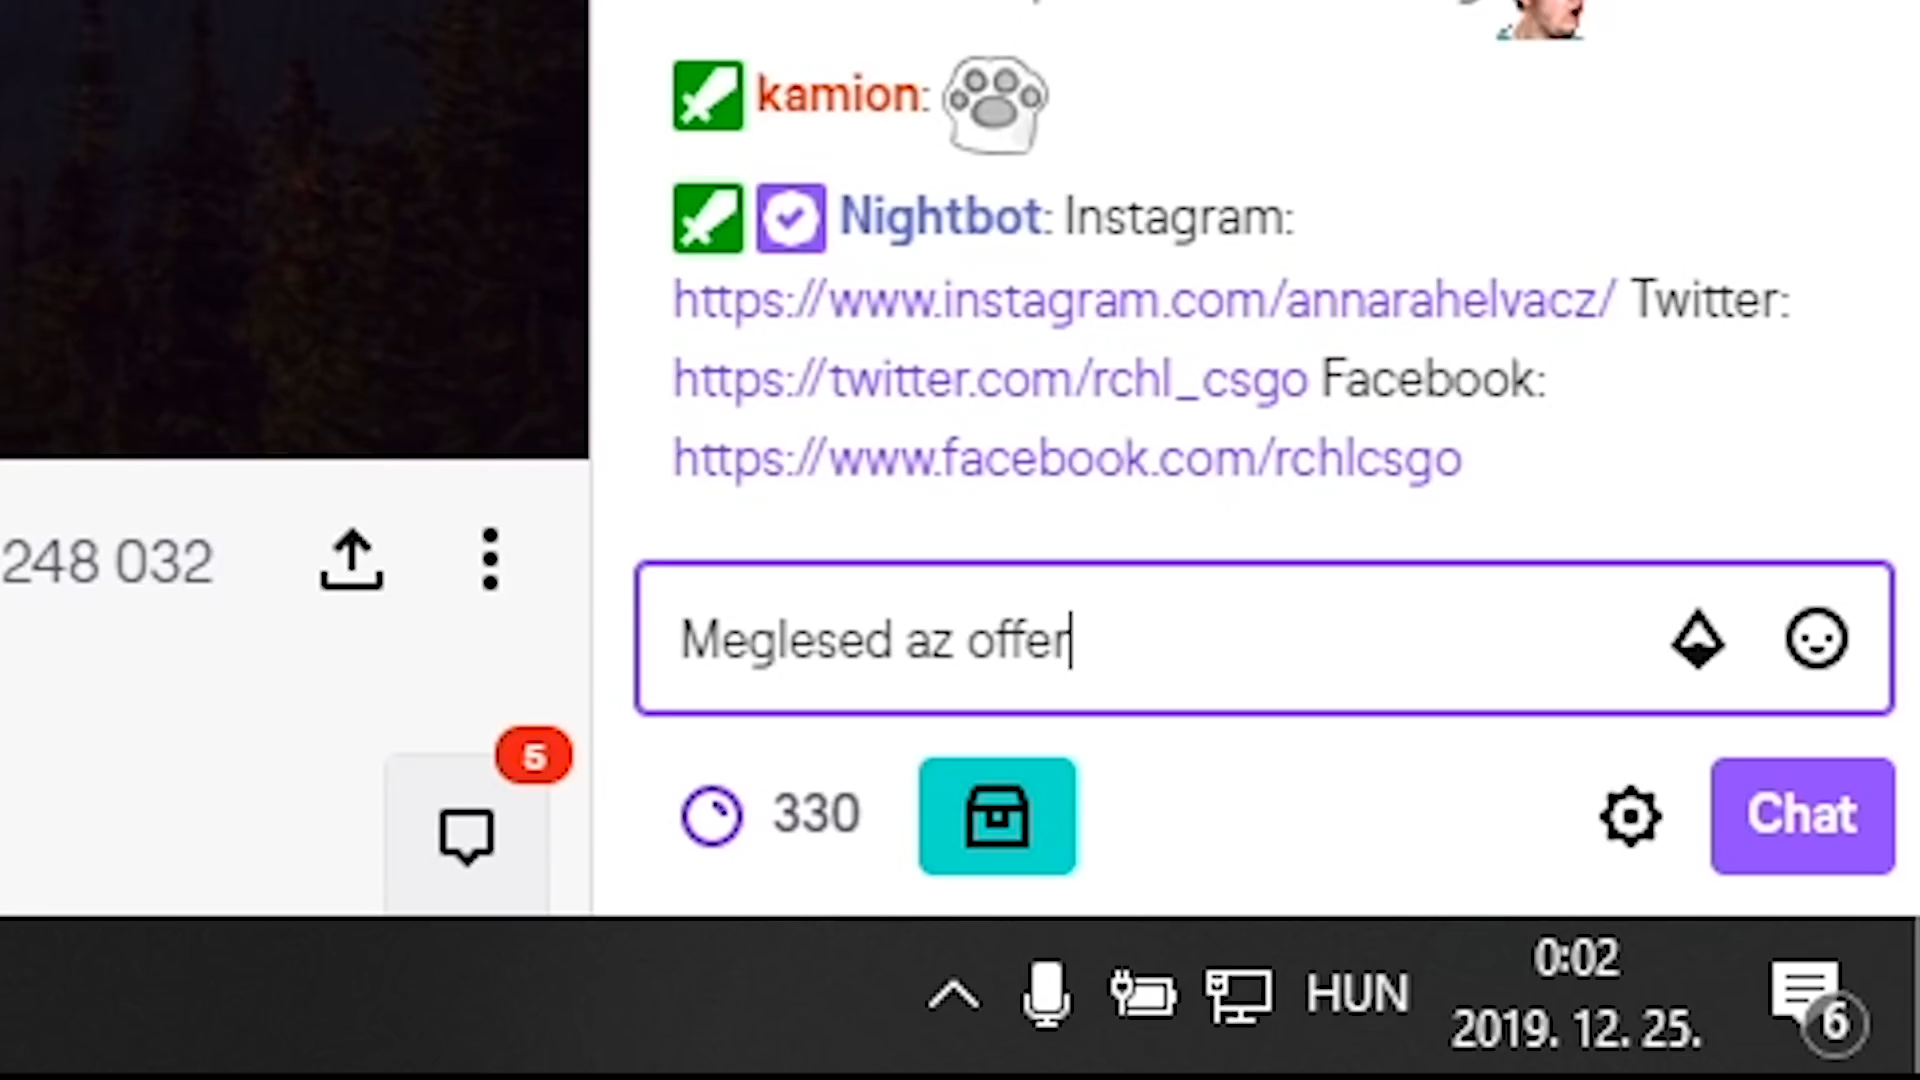 kamion:
Nightbot: Instagram:
https://www.instagram.com/annarahelvacz/ Twitter:
https://twitter.com/rchl_csgo Facebook:
https://www.facebook.com/rchlcsgo
248 032
Meglesed az offer
5
330
Chat
HUN
0:02
2019. 12. 25.
6